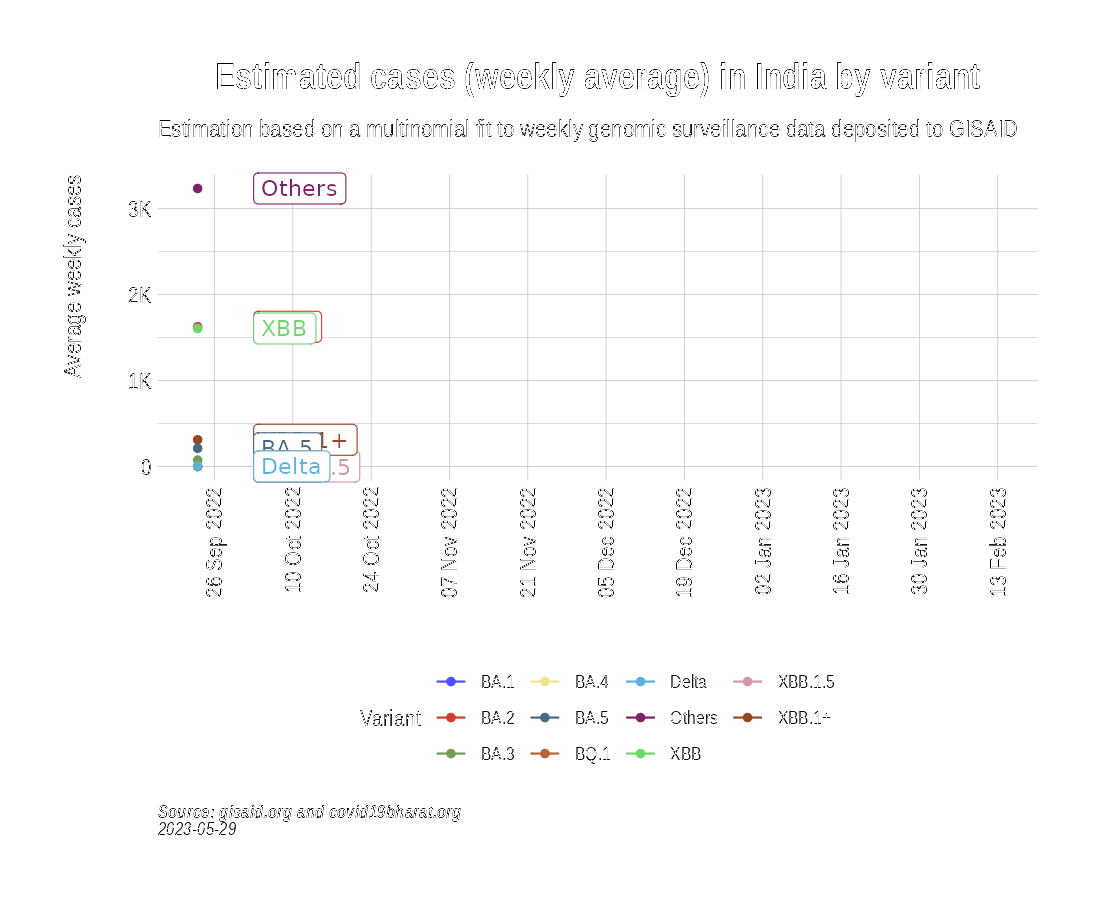 Estimated cases (weekly average) in India by variant
Estimation based on a multinomial fit to weekly genomic surveillance data deposited to GISAID
Average weekly cases
3K
2K
1K
0
Others
XBB
1+
BA.5
Delta
.5
26 Sep 2022
10 Oct 2022
24 Oct 2022
07 Nov 2022
21 Nov 2022
05 Dec 2022
19 Dec 2022
02 Jan 2023
16 Jan 2023
30 Jan 2023
13 Feb 2023
Variant
BA.1
BA.4
Delta
XBB.1.5
BA.2
BA.5
Others
XBB.1+
BA.3
BQ.1
XBB
Source: gisaid.org and covid19bharat.org
2023-05-29